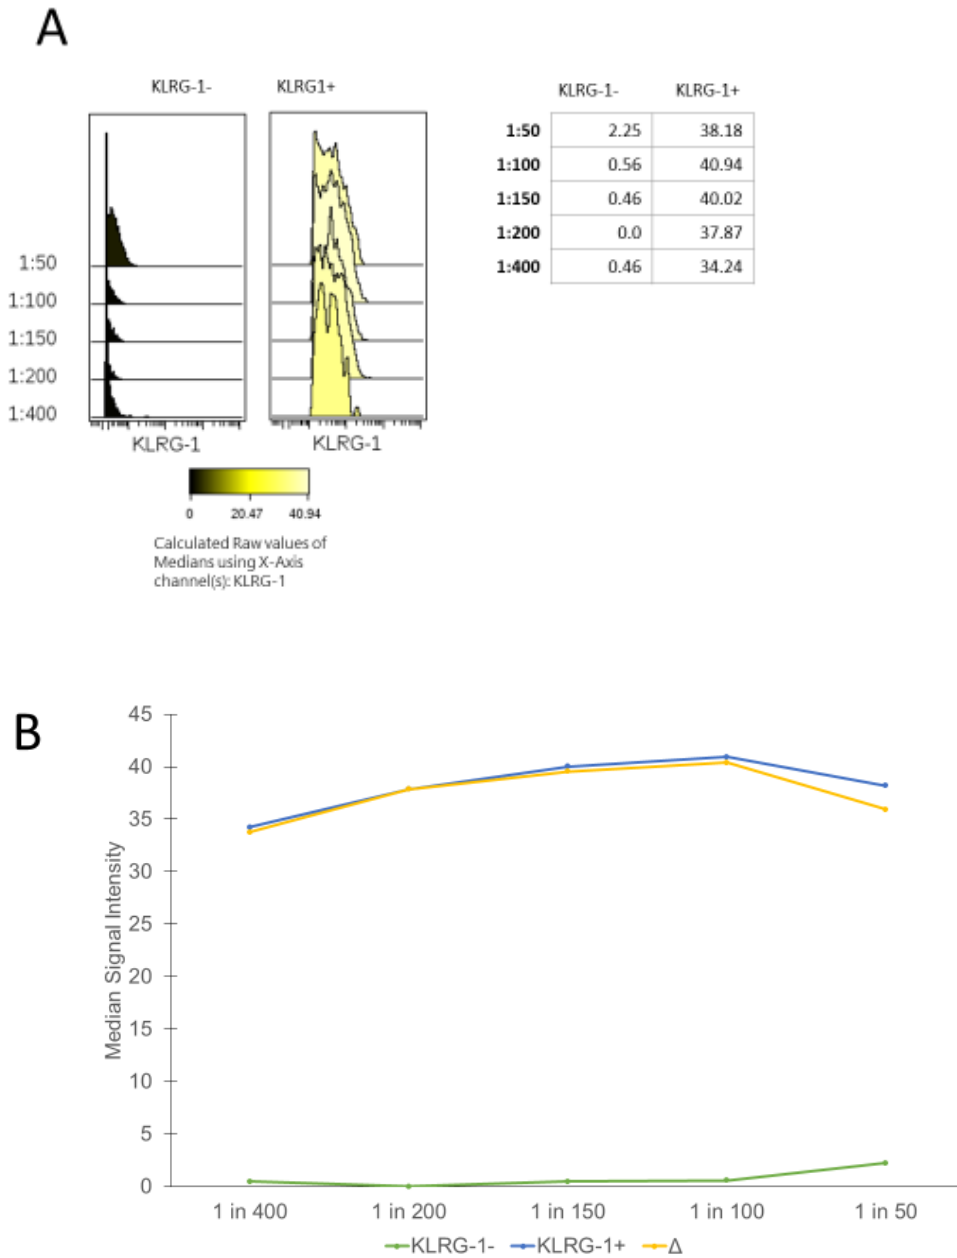 A
KLRG-1- KLRG1+
1:50
1:100
1:150
1:200
1:400
KLRG-1 KLRG-1
0 20.47 40.94
Calculated Raw values of
Medians using X-Axis
channel(s): KLRG-1
KLRG-1- KLRG-1+
1:50 2.25 38.18
1:100 0.56 40.94
1:150 0.46 40.02
1:200 0.0 37.87
1:400 0.46 34.24
B
Median Signal Intensity
45
40
35
30
25
20
15
10
5
0
1 in 400 1 in 200 1 in 150 1 in 100 1 in 50
KLRG-1- KLRG-1+ Δ